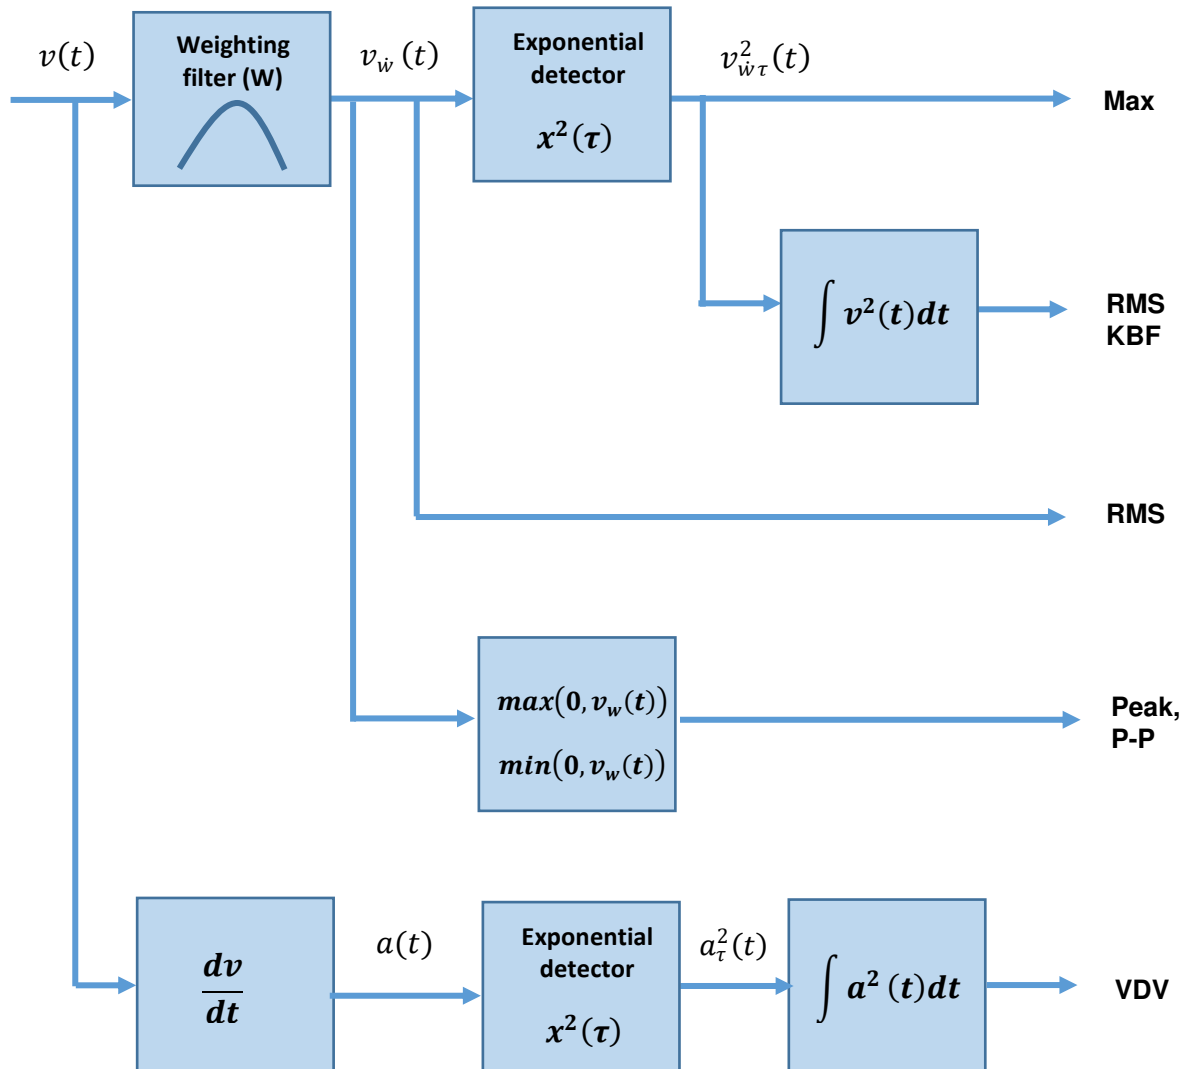 v(t)
Weighting
filter (W)
v_ẇ(t)
Exponential
detector
x²(τ)
v²_ẇτ(t)
Max
∫ v²(t)dt
RMS
KBF
RMS
max(0, v_w(t))
min(0, v_w(t))
Peak,
P-P
dv
dt
a(t)
Exponential
detector
x²(τ)
a²_τ(t)
∫ a² (t)dt
VDV